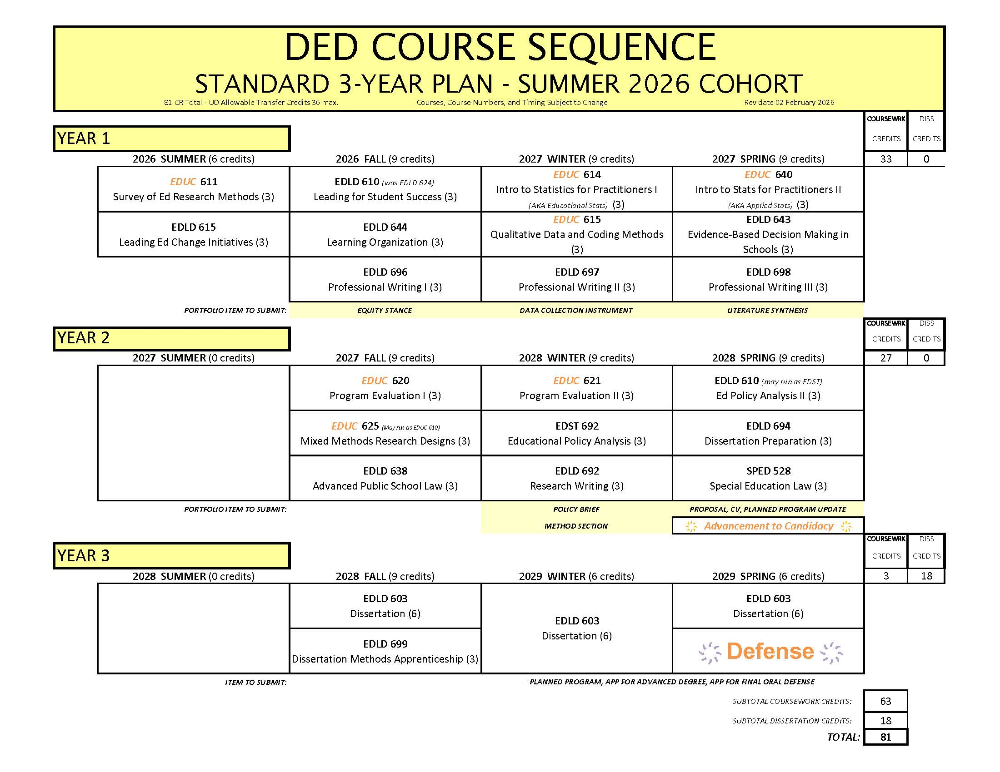 DED COURSE SEQUENCE
STANDARD 3-YEAR PLAN - SUMMER 2026 COHORT
81 CR Total - UO Allowable Transfer Credits 36 max. Courses, Course Numbers, and Timing Subject to Change Rev date 02 February 2026
COURSEWRK DISS
YEAR 1 CREDITS CREDITS
2026 SUMMER (6 credits) 2026 FALL (9 credits) 2027 WINTER (9 credits) 2027 SPRING (9 credits) 33 0
EDUC 611
Survey of Ed Research Methods (3)
EDLD 610 (was EDLD 624)
Leading for Student Success (3)
EDUC 614
Intro to Statistics for Practitioners I
(AKA Educational Stats) (3)
EDUC 640
Intro to Stats for Practitioners II
(AKA Applied Stats) (3)
EDLD 615
Leading Ed Change Initiatives (3)
EDLD 644
Learning Organization (3)
EDUC 615
Qualitative Data and Coding Methods
(3)
EDLD 643
Evidence-Based Decision Making in
Schools (3)
EDLD 696
Professional Writing I (3)
EDLD 697
Professional Writing II (3)
EDLD 698
Professional Writing III (3)
PORTFOLIO ITEM TO SUBMIT: EQUITY STANCE DATA COLLECTION INSTRUMENT LITERATURE SYNTHESIS
COURSEWRK DISS
YEAR 2 CREDITS CREDITS
2027 SUMMER (0 credits) 2027 FALL (9 credits) 2028 WINTER (9 credits) 2028 SPRING (9 credits) 27 0
EDUC 620
Program Evaluation I (3)
EDUC 621
Program Evaluation II (3)
EDLD 610 (may run as EDST)
Ed Policy Analysis II (3)
EDUC 625 (May run as EDUC 610)
Mixed Methods Research Designs (3)
EDST 692
Educational Policy Analysis (3)
EDLD 694
Dissertation Preparation (3)
EDLD 638
Advanced Public School Law (3)
EDLD 692
Research Writing (3)
SPED 528
Special Education Law (3)
PORTFOLIO ITEM TO SUBMIT: POLICY BRIEF PROPOSAL, CV, PLANNED PROGRAM UPDATE
METHOD SECTION Advancement to Candidacy
COURSEWRK DISS
YEAR 3 CREDITS CREDITS
2028 SUMMER (0 credits) 2028 FALL (9 credits) 2029 WINTER (6 credits) 2029 SPRING (6 credits) 3 18
EDLD 603
Dissertation (6)
EDLD 699
Dissertation Methods Apprenticeship (3)
EDLD 603
Dissertation (6)
EDLD 603
Dissertation (6)
Defense
ITEM TO SUBMIT: PLANNED PROGRAM, APP FOR ADVANCED DEGREE, APP FOR FINAL ORAL DEFENSE
SUBTOTAL COURSEWORK CREDITS: 63
SUBTOTAL DISSERTATION CREDITS: 18
TOTAL: 81